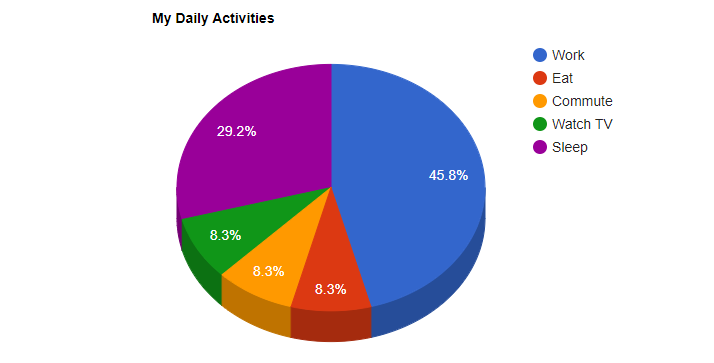 My Daily Activities
Work
Eat
Commute
Watch TV
Sleep
29.2%
45.8%
8.3%
8.3%
8.3%